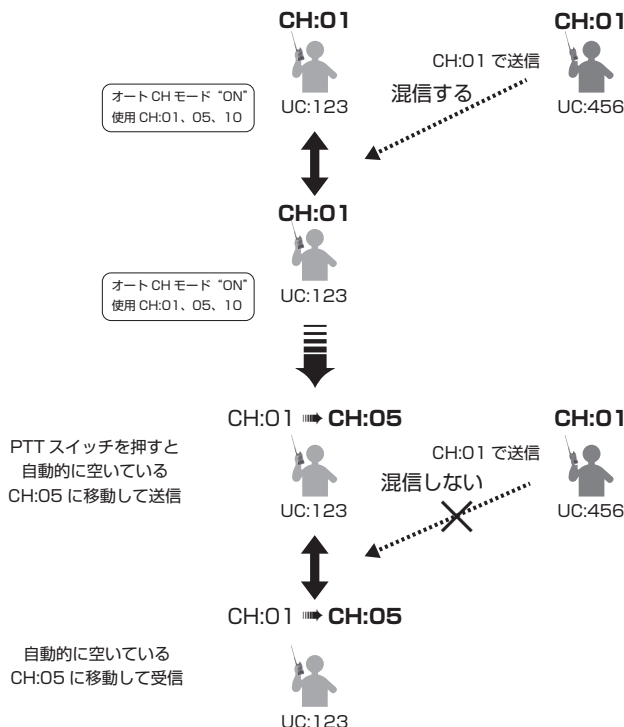 CH:01
CH:01
CH:01 で送信
混信する
オート CH モード “ON”
使用 CH:01、05、10
UC:123
UC:456
CH:01
オート CH モード “ON”
使用 CH:01、05、10
UC:123
CH:01 CH:05
CH:01
PTT スイッチを押すと
自動的に空いている
CH:05 に移動して送信
CH:01 で送信
混信しない
UC:123
UC:456
CH:01 CH:05
自動的に空いている
CH:05 に移動して受信
UC:123